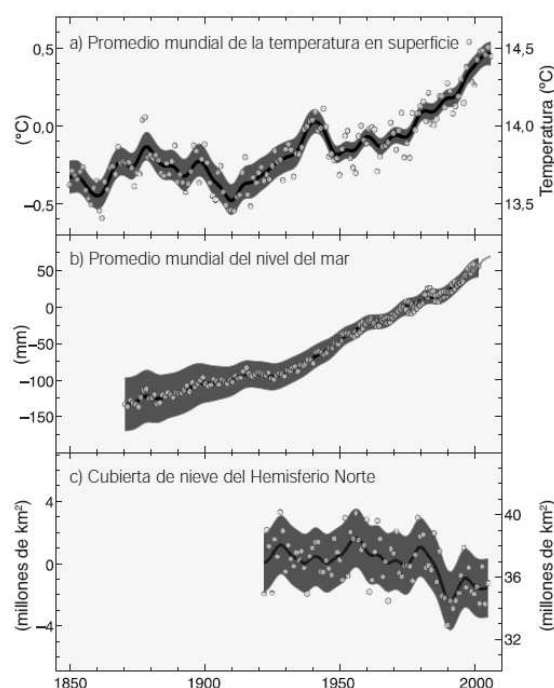 a) Promedio mundial de la temperatura en superficie
(°C)
0,5
0,0
−0,5
Temperatura (°C)
14,5
14,0
13,5
b) Promedio mundial del nivel del mar
(mm)
50
0
−50
−100
−150
c) Cubierta de nieve del Hemisferio Norte
(millones de km²)
4
0
−4
(millones de km²)
40
36
32
1850 1900 1950 2000